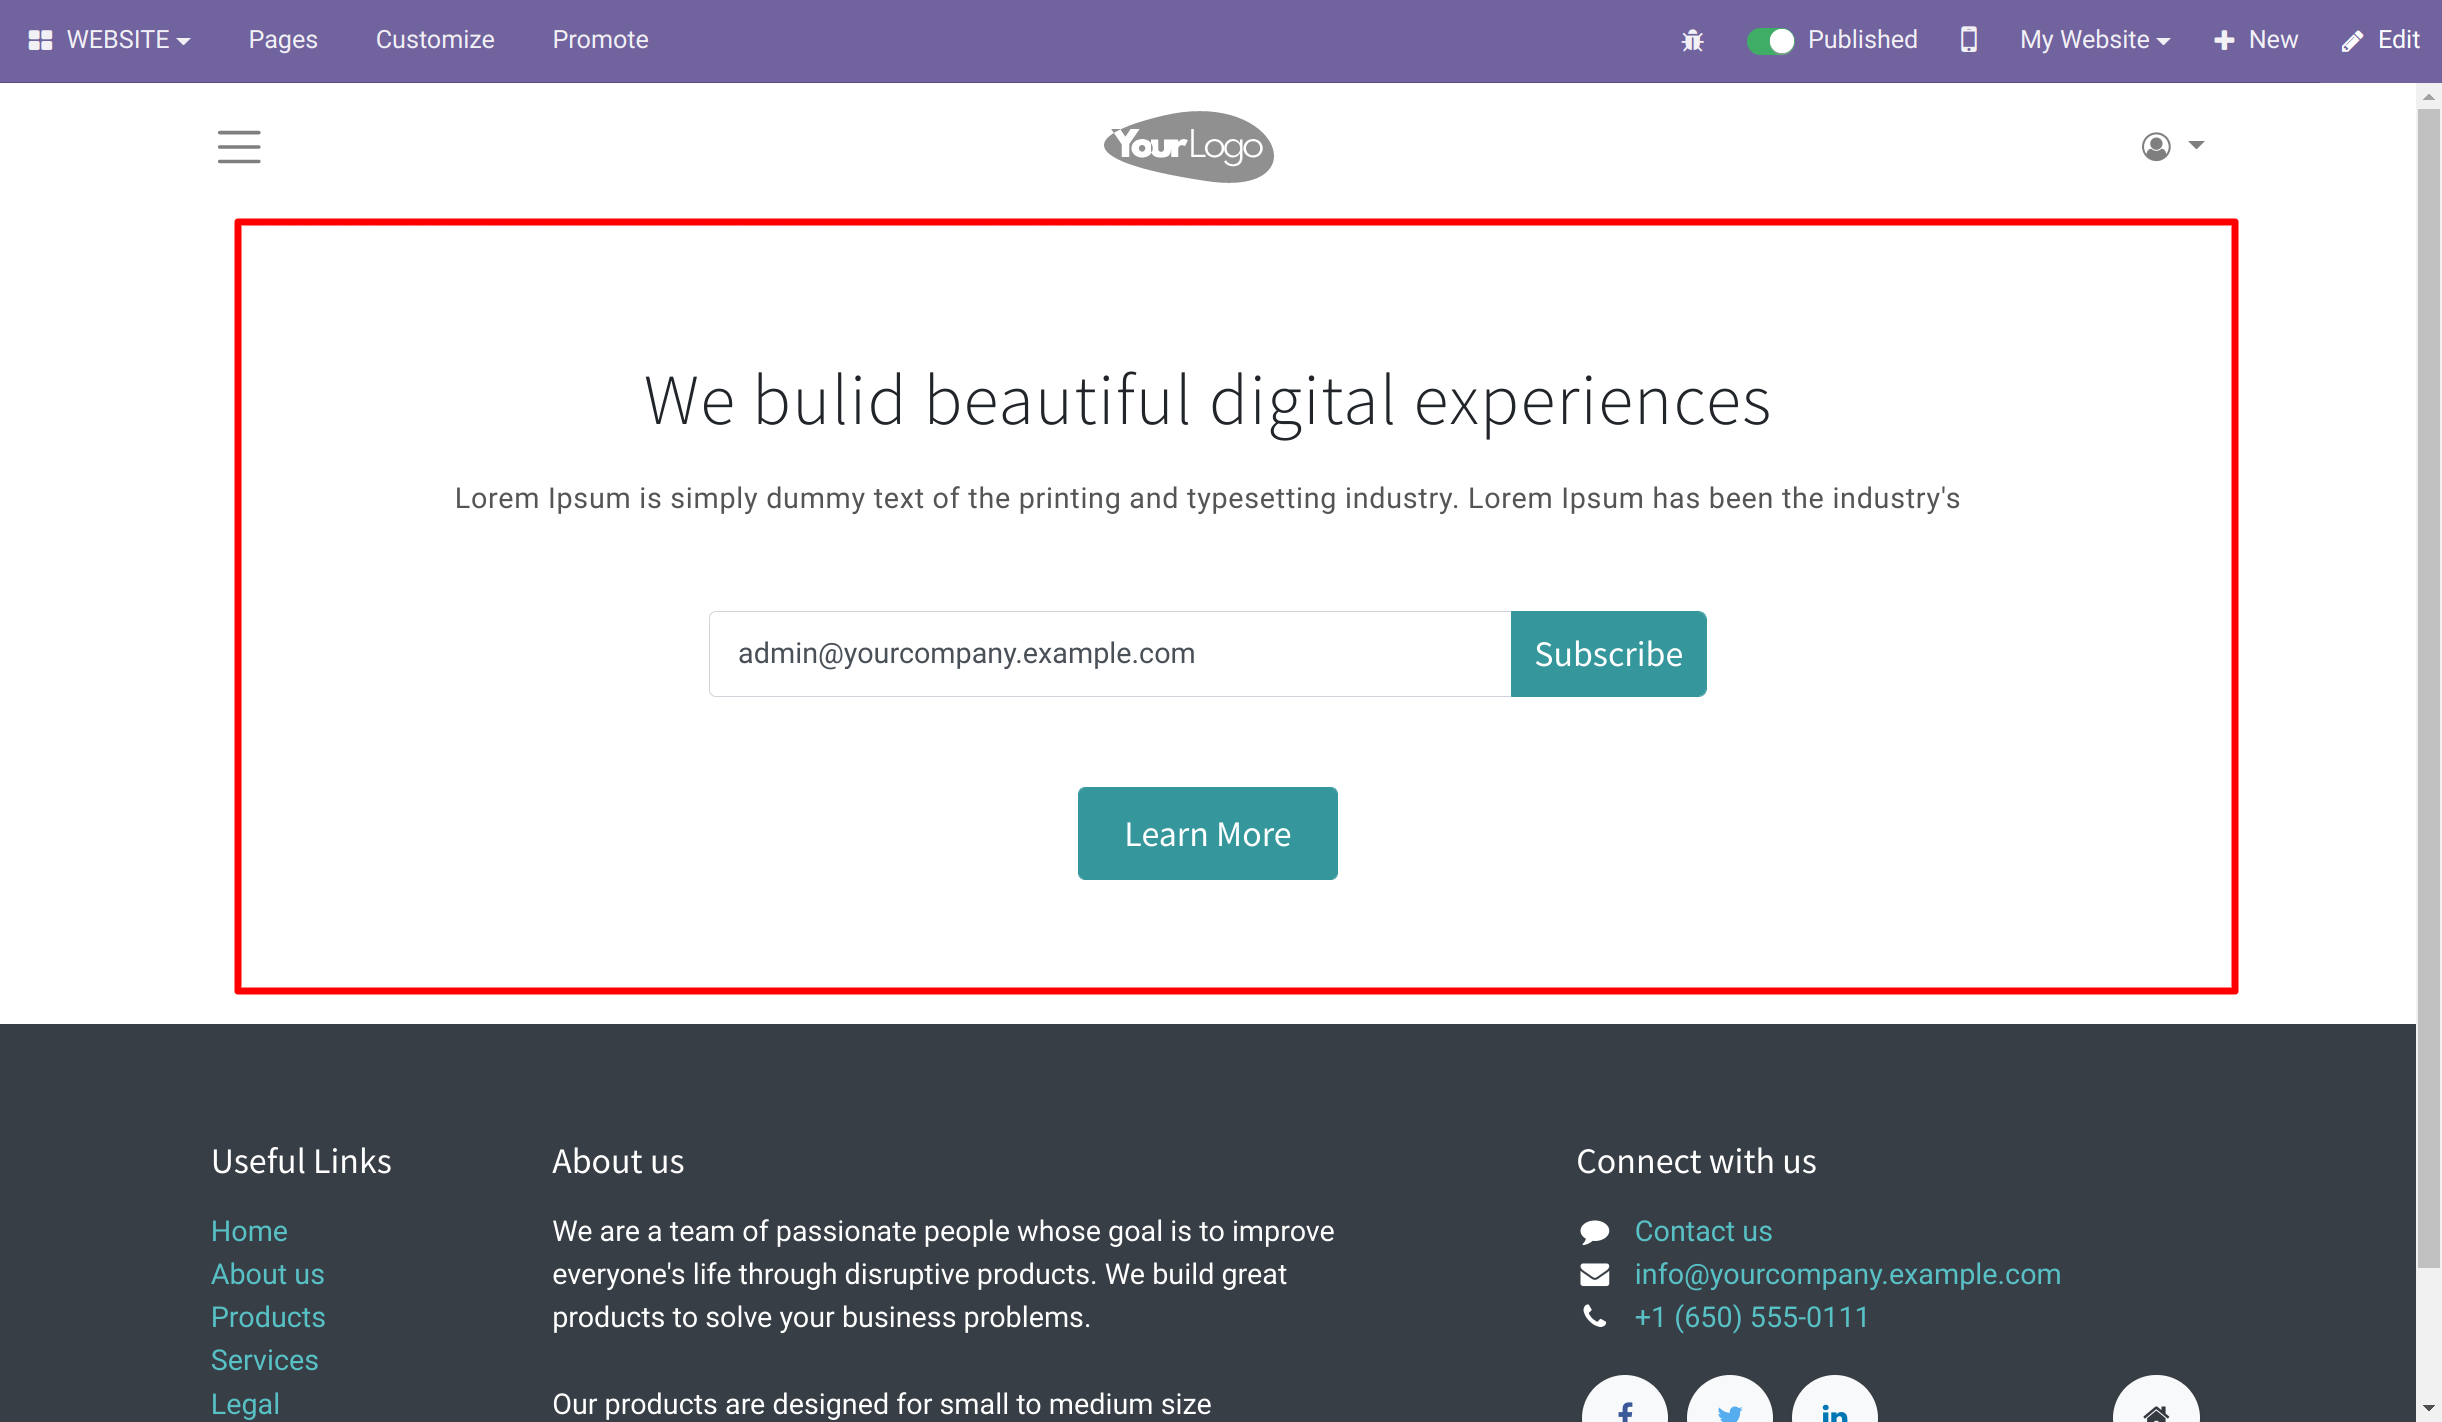 WEBSITE Pages Customize Promote Published My Website New Edit
YourLogo
We bulid beautiful digital experiences
Lorem Ipsum is simply dummy text of the printing and typesetting industry. Lorem Ipsum has been the industry's
admin@yourcompany.example.com Subscribe
Learn More
Useful Links
Home
About us
Products
Services
Legal
About us
We are a team of passionate people whose goal is to improve
everyone's life through disruptive products. We build great
products to solve your business problems.
Our products are designed for small to medium size
Connect with us
Contact us
info@yourcompany.example.com
+1 (650) 555-0111